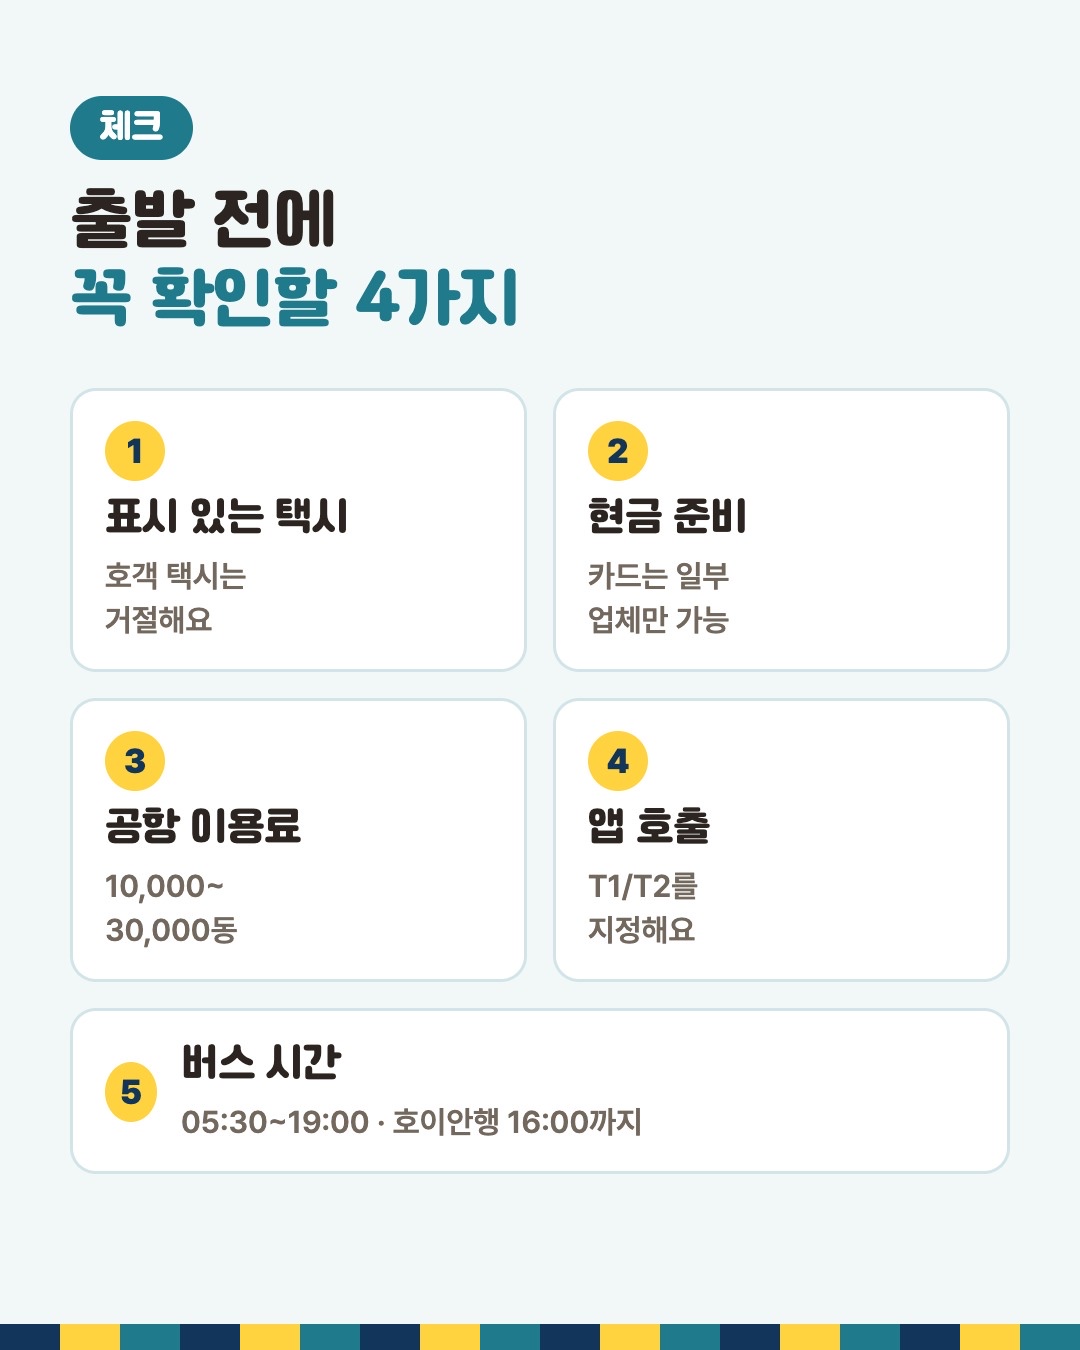 체크
출발 전에
꼭 확인할 4가지
1
표시 있는 택시
호객 택시는
거절해요
2
현금 준비
카드는 일부
업체만 가능
3
공항 이용료
10,000~
30,000동
4
앱 호출
T1/T2를
지정해요
5
버스 시간
05:30~19:00 · 호이안행 16:00까지